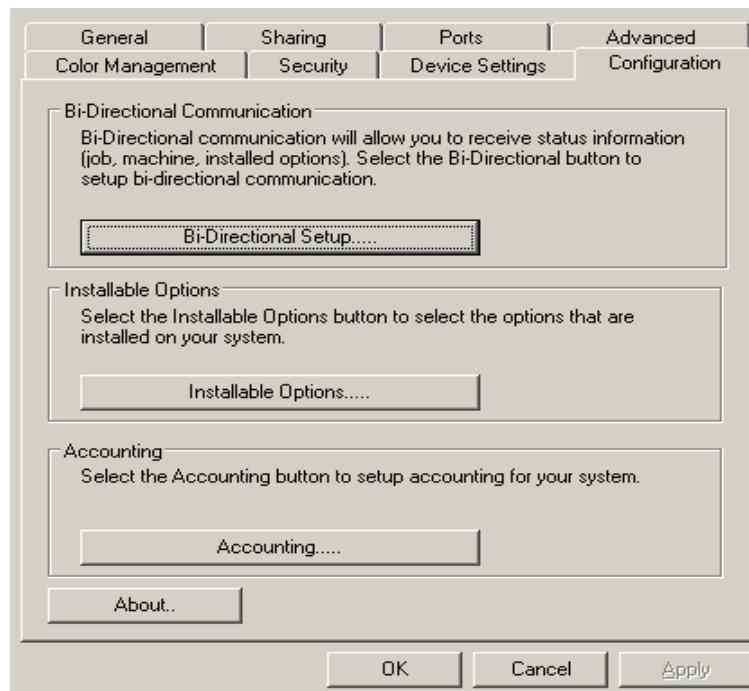 General Sharing Ports Advanced
Color Management Security Device Settings Configuration
Bi-Directional Communication
Bi-Directional communication will allow you to receive status information
(job, machine, installed options). Select the Bi-Directional button to
setup bi-directional communication.
Bi-Directional Setup.....
Installable Options
Select the Installable Options button to select the options that are
installed on your system.
Installable Options.....
Accounting
Select the Accounting button to setup accounting for your system.
Accounting.....
About..
OK Cancel Apply